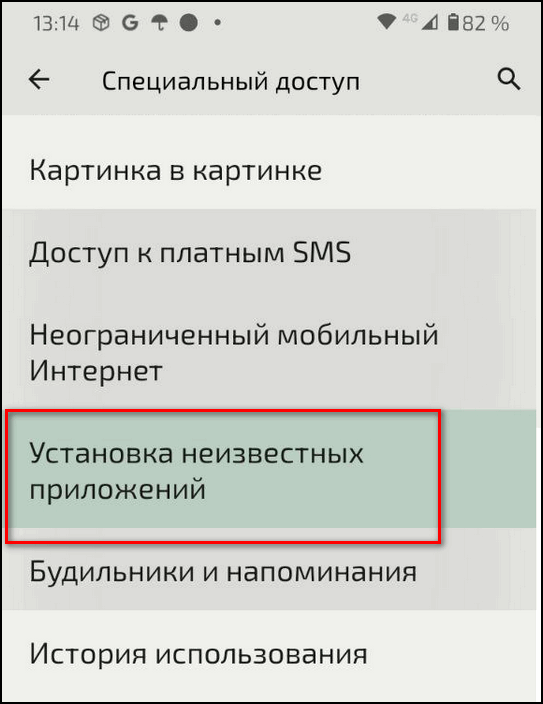 13:14 G 4G 82 %
Специальный доступ
Картинка в картинке
Доступ к платным SMS
Неограниченный мобильный
Интернет
Установка неизвестных
приложений
Будильники и напоминания
История использования